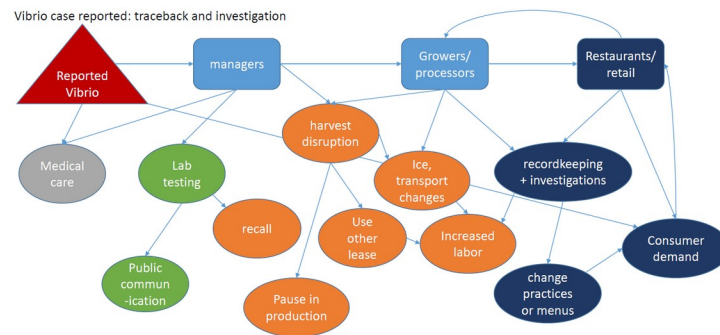 Vibrio case reported: traceback and investigation
Reported
Vibrio
managers
Growers/
processors
Restaurants/
retail
Medical
care
Lab
testing
harvest
disruption
Ice,
transport
changes
recordkeeping
+ investigations
recall
Use
other
lease
Increased
labor
Consumer
demand
Public
commun
-ication
Pause in
production
change
practices
or menus